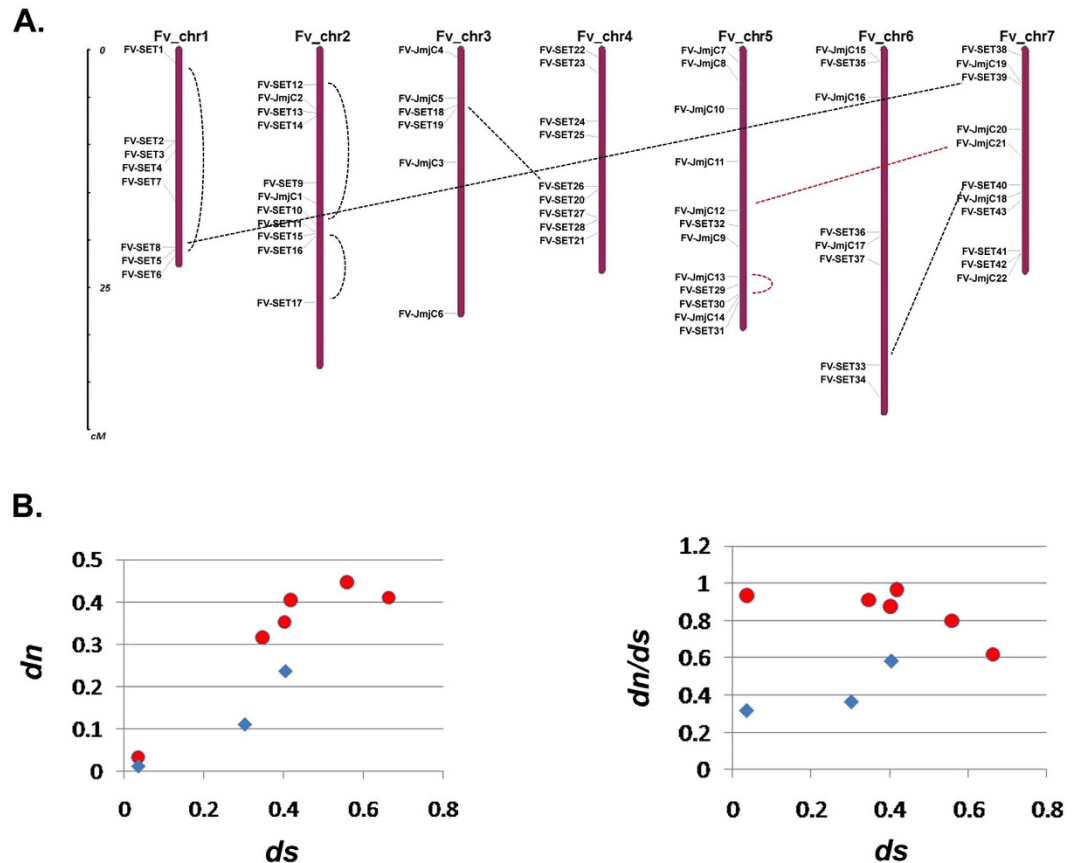 A.
Fv_chr1 Fv_chr2 Fv_chr3 Fv_chr4 Fv_chr5 Fv_chr6 Fv_chr7
0
25
cM
FV-SET1
FV-SET2
FV-SET3
FV-SET4
FV-SET7
FV-SET8
FV-SET5
FV-SET6
FV-SET12
FV-JmjC2
FV-SET13
FV-SET14
FV-SET9
FV-JmjC1
FV-SET10
FV-SET11
FV-SET15
FV-SET16
FV-SET17
FV-JmjC4
FV-JmjC5
FV-SET18
FV-SET19
FV-JmjC3
FV-JmjC6
FV-SET22
FV-SET23
FV-SET24
FV-SET25
FV-SET26
FV-SET20
FV-SET27
FV-SET28
FV-SET21
FV-JmjC7
FV-JmjC8
FV-JmjC10
FV-JmjC11
FV-JmjC12
FV-SET32
FV-JmjC9
FV-JmjC13
FV-SET29
FV-SET30
FV-JmjC14
FV-SET31
FV-JmjC15
FV-SET35
FV-JmjC16
FV-SET36
FV-JmjC17
FV-SET37
FV-SET33
FV-SET34
FV-SET38
FV-JmjC19
FV-SET39
FV-JmjC20
FV-JmjC21
FV-SET40
FV-JmjC18
FV-SET43
FV-SET41
FV-SET42
FV-JmjC22
B.
dn
0.5
0.4
0.3
0.2
0.1
0
0 0.2 0.4 0.6 0.8
ds
dn/ds
1.2
1
0.8
0.6
0.4
0.2
0
0 0.2 0.4 0.6 0.8
ds